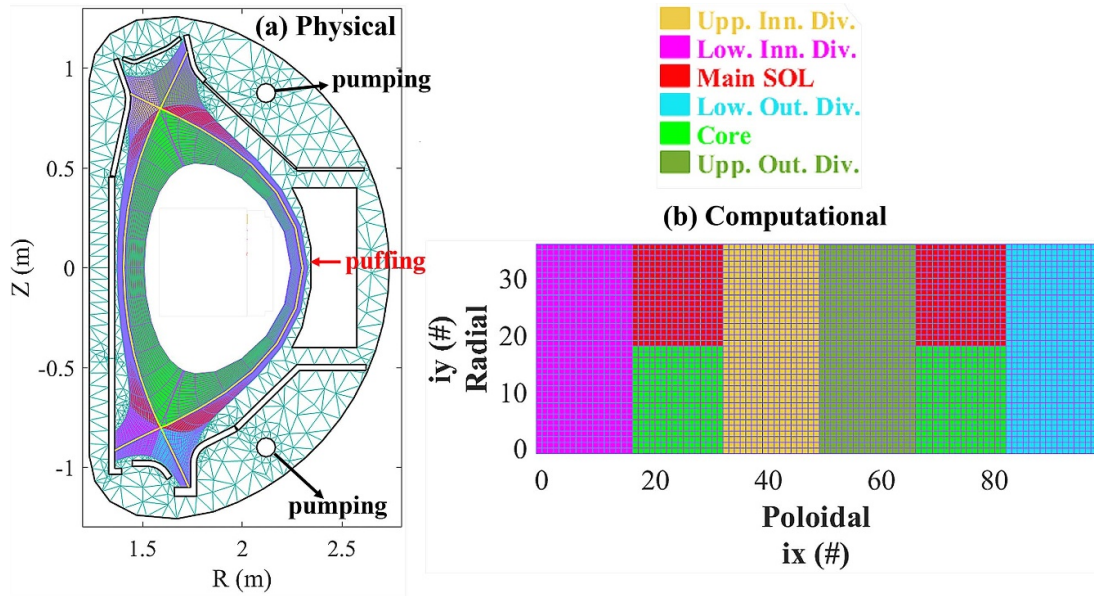 (a) Physical
pumping
puffing
pumping
1
0.5
0
-0.5
-1
Z (m)
1.5
2
2.5
R (m)
Upp. Inn. Div.
Low. Inn. Div.
Main SOL
Low. Out. Div.
Core
Upp. Out. Div.
(b) Computational
30
20
10
0
iy (#)
Radial
0
20
40
60
80
Poloidal
ix (#)